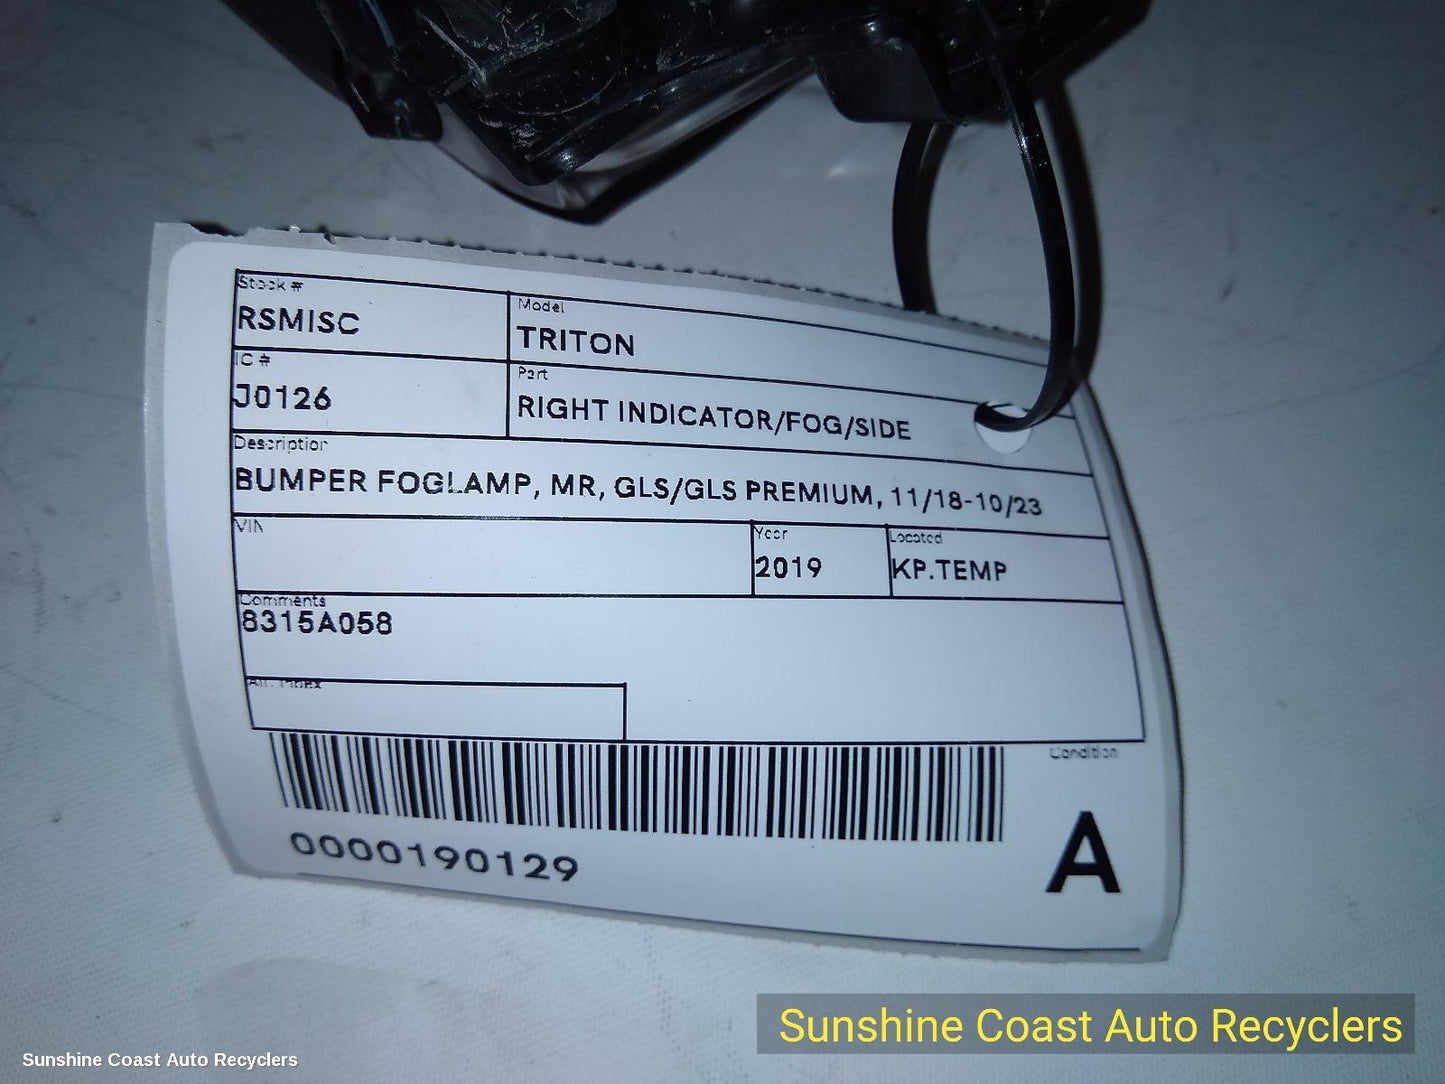 Stock #
RSMISC
Model
TRITON
IC #
J0126
Part
RIGHT INDICATOR/FOG/SIDE
Description
BUMPER FOGLAMP, MR, GLS/GLS PREMIUM, 11/18-10/23
VIN
Year
2019
Located
KP.TEMP
Comments
8315A058
Index
Condition
A
0000190129
Sunshine Coast Auto Recyclers
Sunshine Coast Auto Recyclers